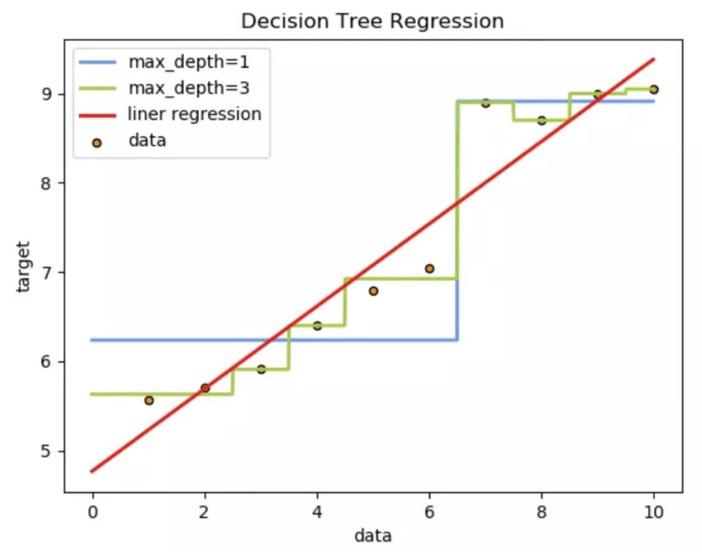 Decision Tree Regression
max_depth=1
max_depth=3
liner regression
data
9
8
7
6
5
target
0 2 4 6 8 10
data